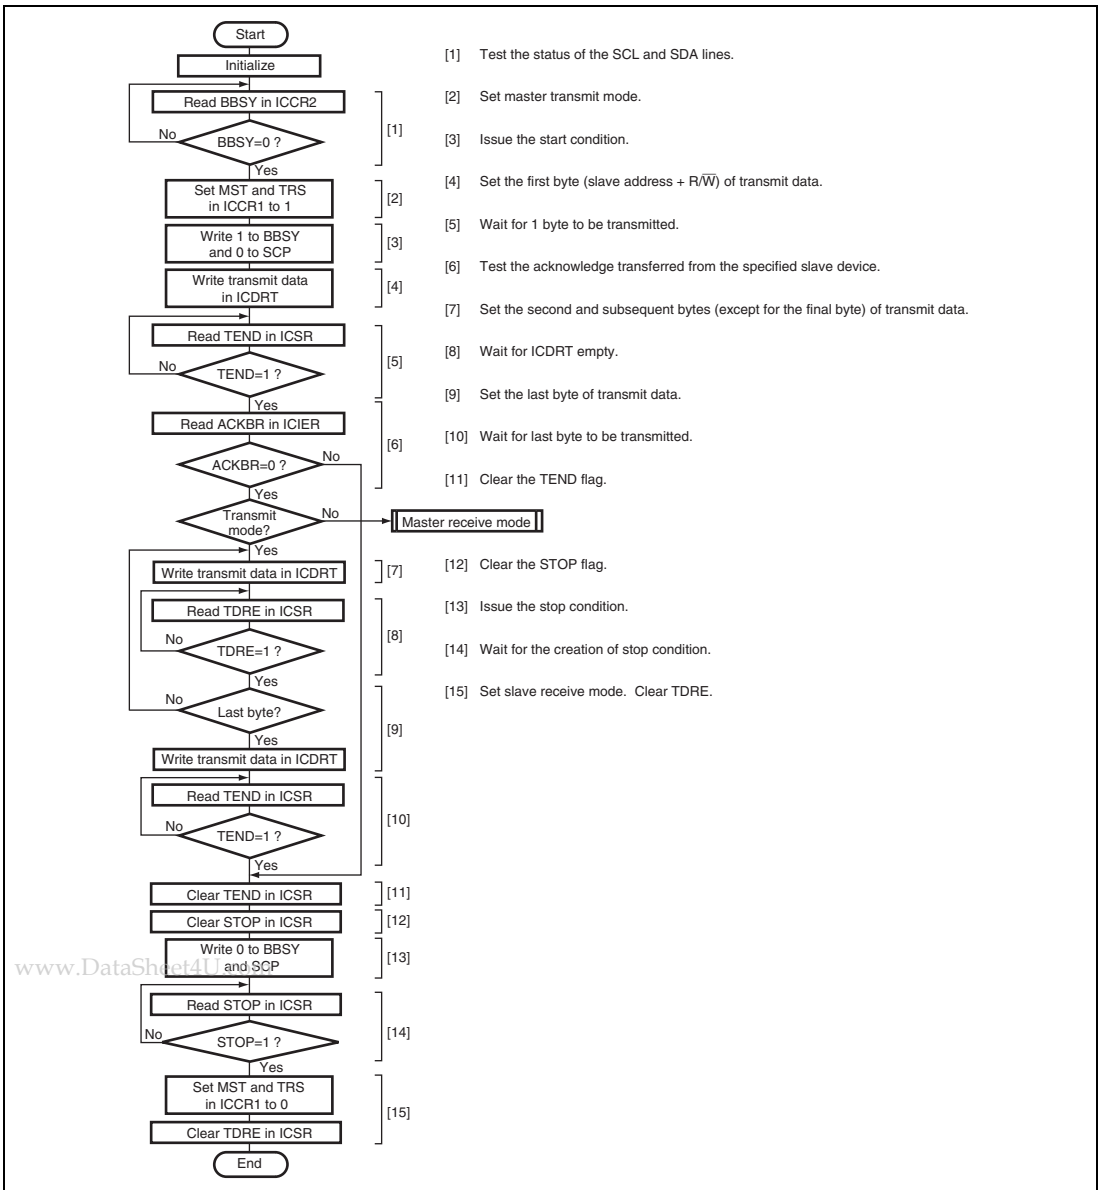 Start
Initialize
Read BBSY in ICCR2
BBSY=0 ?
No
Yes
[1]
Set MST and TRS
in ICCR1 to 1
[2]
Write 1 to BBSY
and 0 to SCP
[3]
Write transmit data
in ICDRT
[4]
Read TEND in ICSR
No
TEND=1 ?
[5]
Yes
Read ACKBR in ICIER
[6]
ACKBR=0 ?
No
Yes
Transmit
mode?
No
Master receive mode
Yes
Write transmit data in ICDRT
[7]
Read TDRE in ICSR
[8]
No
TDRE=1 ?
Yes
No
Last byte?
[9]
Yes
Write transmit data in ICDRT
Read TEND in ICSR
[10]
No
TEND=1 ?
Yes
Clear TEND in ICSR
[11]
Clear STOP in ICSR
[12]
Write 0 to BBSY
and SCP
[13]
Read STOP in ICSR
[14]
No
STOP=1 ?
Yes
Set MST and TRS
in ICCR1 to 0
[15]
Clear TDRE in ICSR
End
[1] Test the status of the SCL and SDA lines.
[2] Set master transmit mode.
[3] Issue the start condition.
[4] Set the first byte (slave address + R/W̅) of transmit data.
[5] Wait for 1 byte to be transmitted.
[6] Test the acknowledge transferred from the specified slave device.
[7] Set the second and subsequent bytes (except for the final byte) of transmit data.
[8] Wait for ICDRT empty.
[9] Set the last byte of transmit data.
[10] Wait for last byte to be transmitted.
[11] Clear the TEND flag.
[12] Clear the STOP flag.
[13] Issue the stop condition.
[14] Wait for the creation of stop condition.
[15] Set slave receive mode. Clear TDRE.
www.DataSheet4U.com